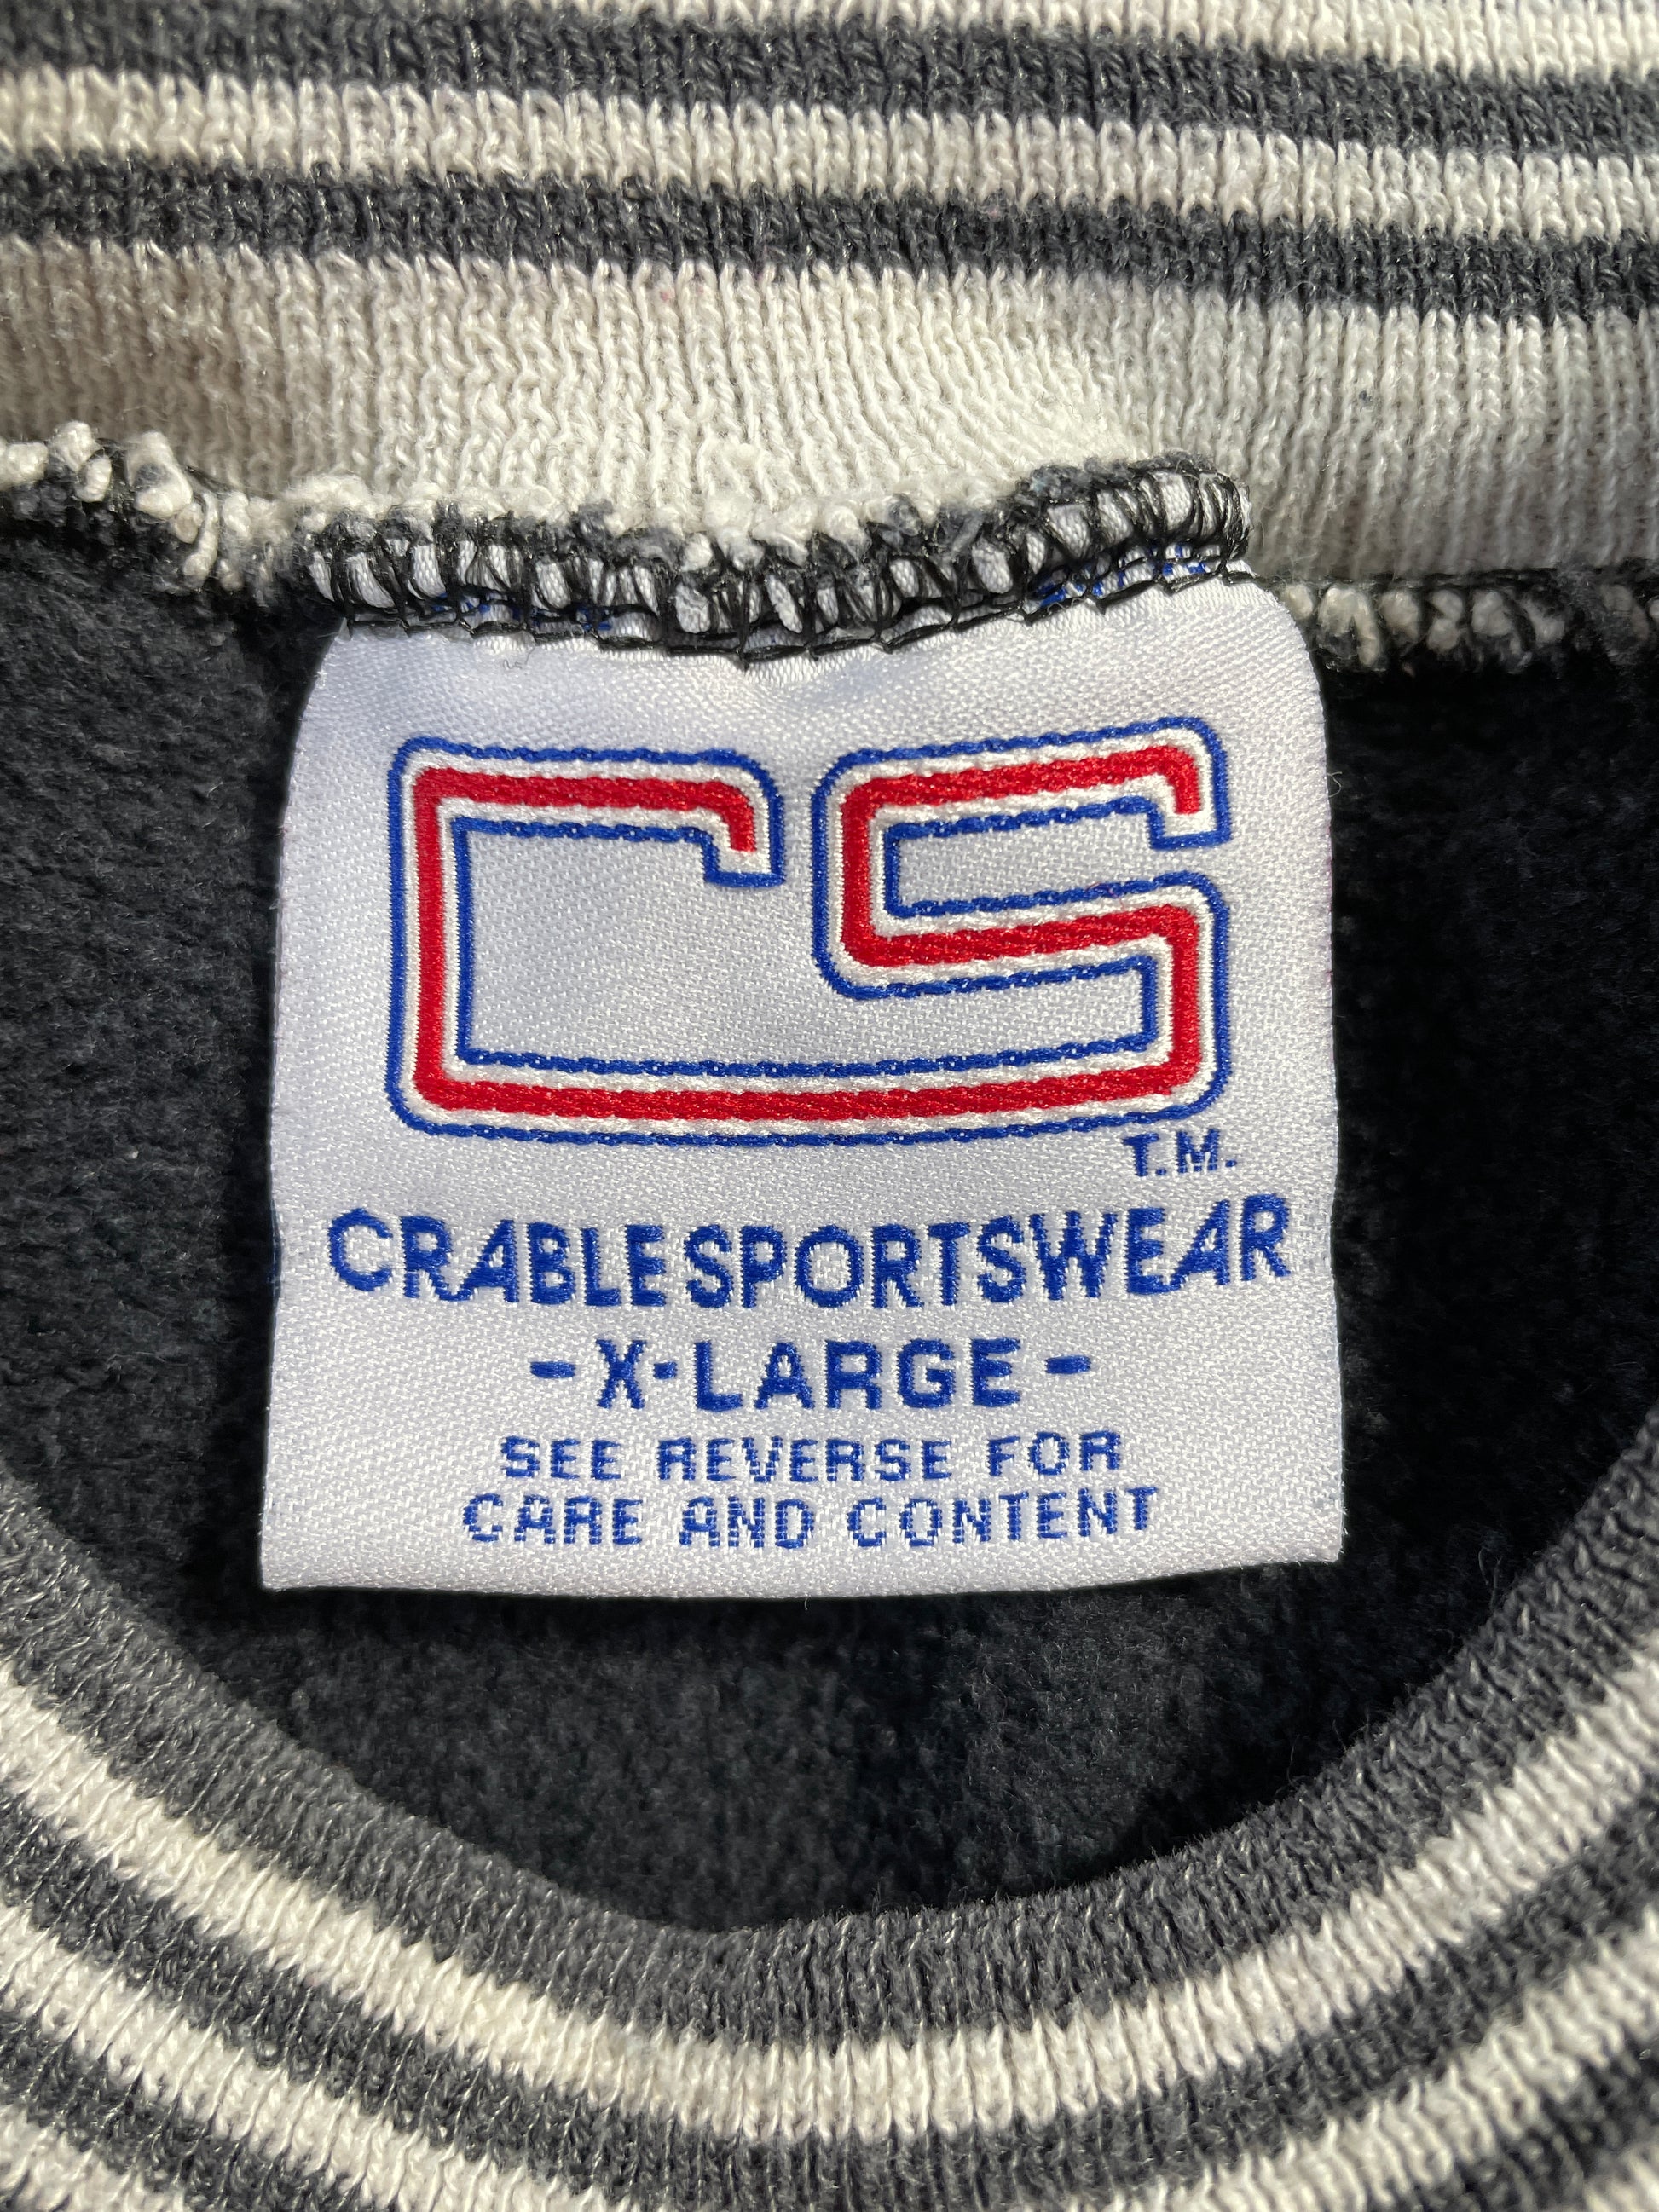 CS
T.M.
CRABLE SPORTSWEAR
-X-LARGE-
SEE REVERSE FOR
CARE AND CONTENT